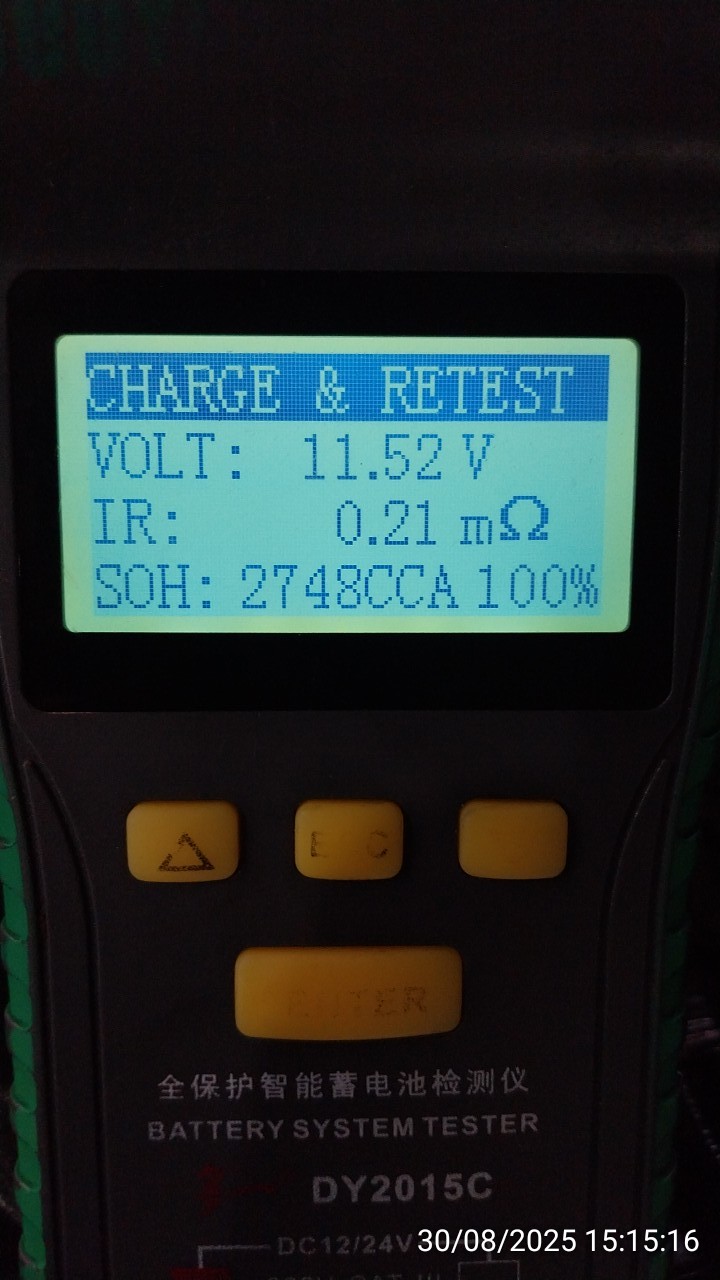 CHARGE & RETEST
VOLT: 11.52 V
IR: 0.21 mΩ
SOH: 2748CCA 100%
E C
ENTER
全保护智能蓄电池检测仪
BATTERY SYSTEM TESTER
DY2015C
DC12/24V
30/08/2025 15:15:16